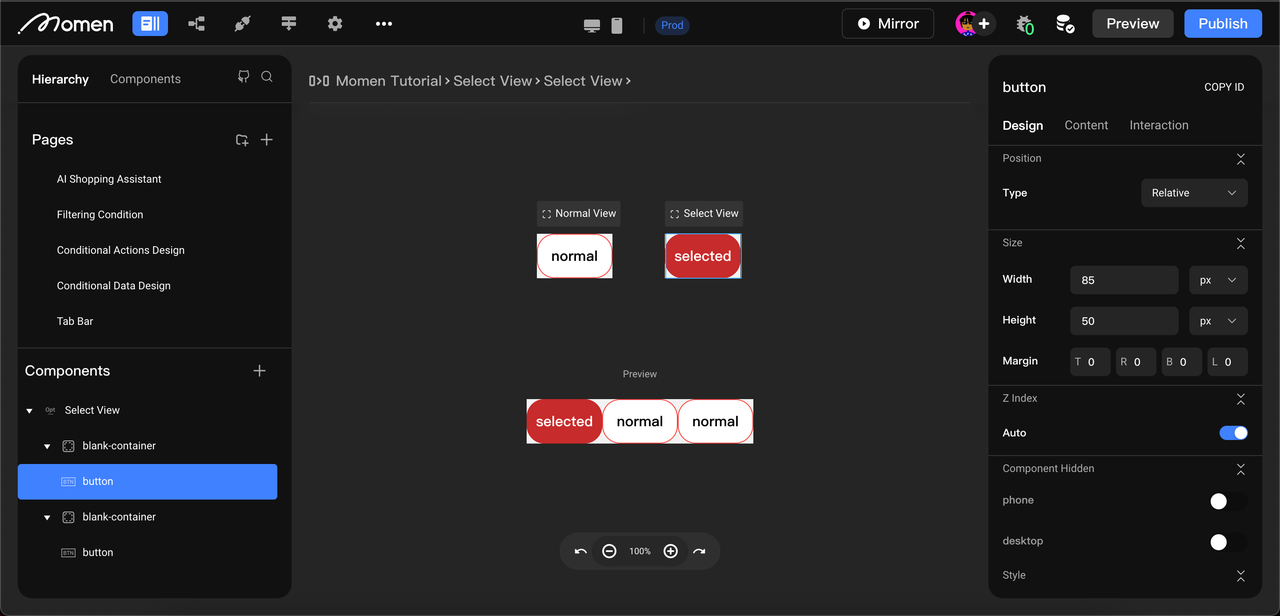 Momen
Prod
Mirror
0
Preview
Publish
Hierarchy
Components
Pages
AI Shopping Assistant
Filtering Condition
Conditional Actions Design
Conditional Data Design
Tab Bar
Components
Opt Select View
blank-container
BTN button
blank-container
BTN button
Momen Tutorial > Select View > Select View >
Normal View
Select View
normal
selected
Preview
selected normal normal
100%
button
COPY ID
Design Content Interaction
Position
Type Relative
Size
Width 85 px
Height 50 px
Margin T 0 R 0 B 0 L 0
Z Index
Auto
Component Hidden
phone
desktop
Style